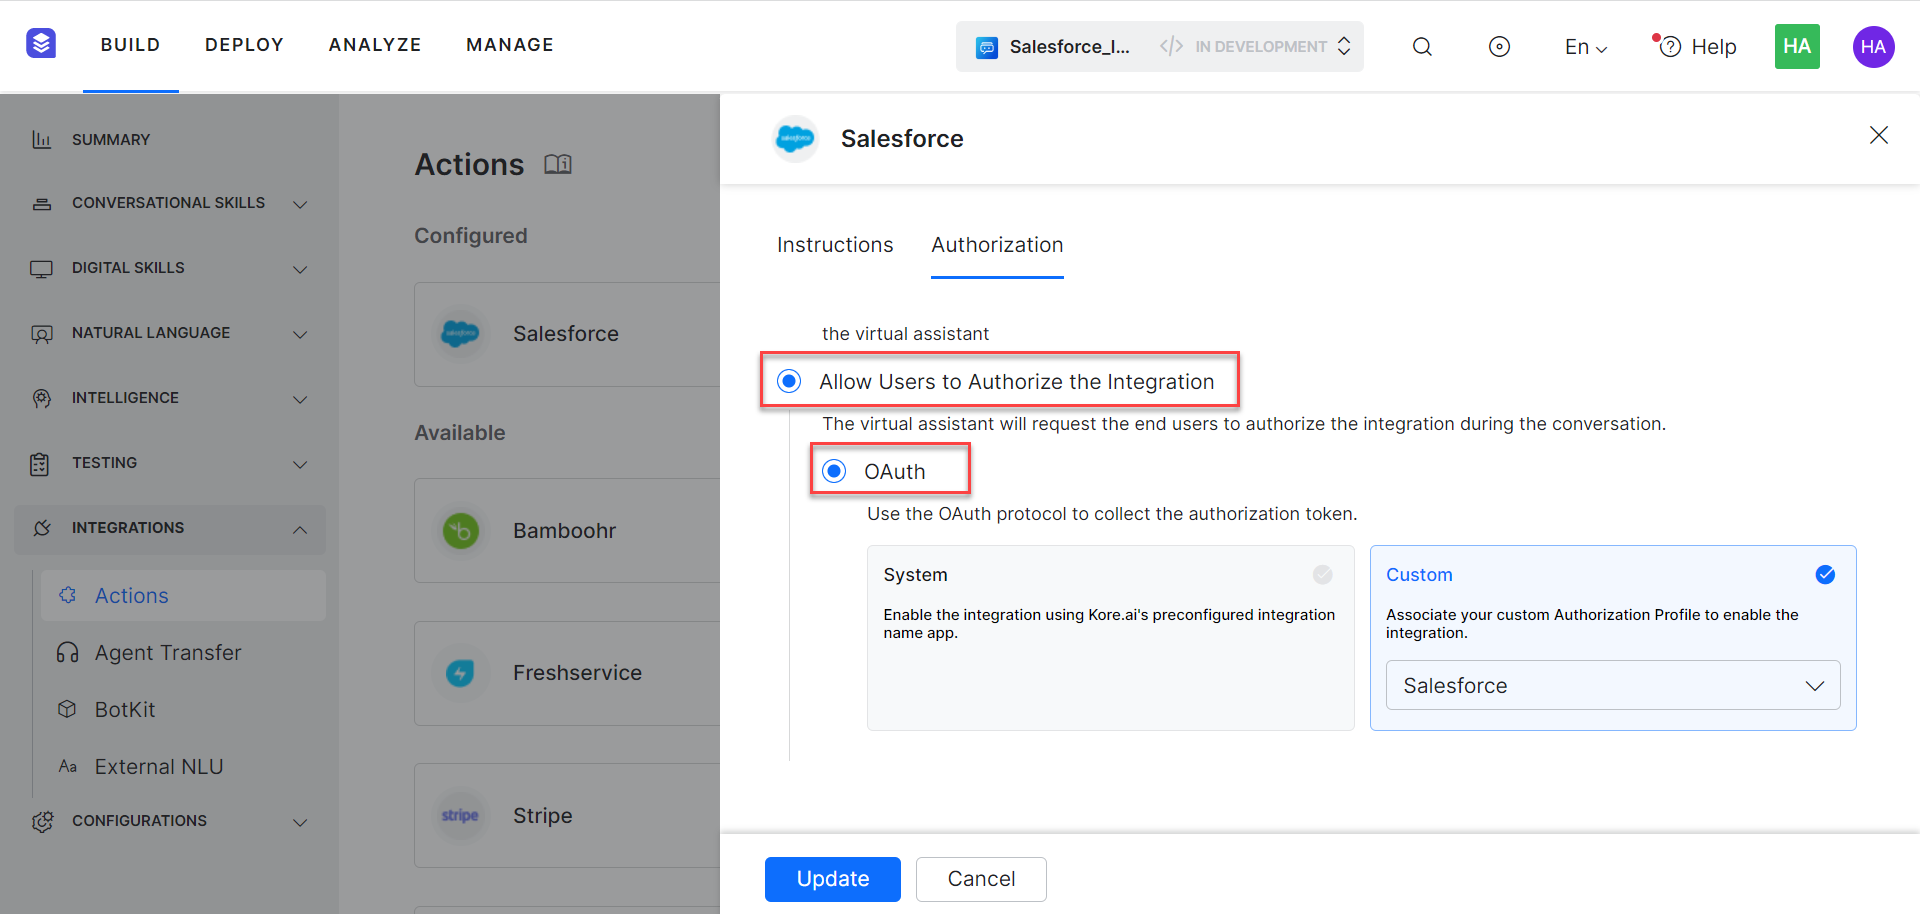 BUILD
DEPLOY
ANALYZE
MANAGE
Salesforce_I...
</> IN DEVELOPMENT
En
Help
HA
HA
SUMMARY
CONVERSATIONAL SKILLS
DIGITAL SKILLS
NATURAL LANGUAGE
INTELLIGENCE
TESTING
INTEGRATIONS
Actions
Agent Transfer
BotKit
Aa External NLU
CONFIGURATIONS
Actions
Configured
salesforce
Salesforce
Available
Bamboohr
Freshservice
stripe
Stripe
salesforce
Salesforce
Instructions
Authorization
the virtual assistant
Allow Users to Authorize the Integration
The virtual assistant will request the end users to authorize the integration during the conversation.
OAuth
Use the OAuth protocol to collect the authorization token.
System
Enable the integration using Kore.ai's preconfigured integration
name app.
Custom
Associate your custom Authorization Profile to enable the
integration.
Salesforce
Update
Cancel